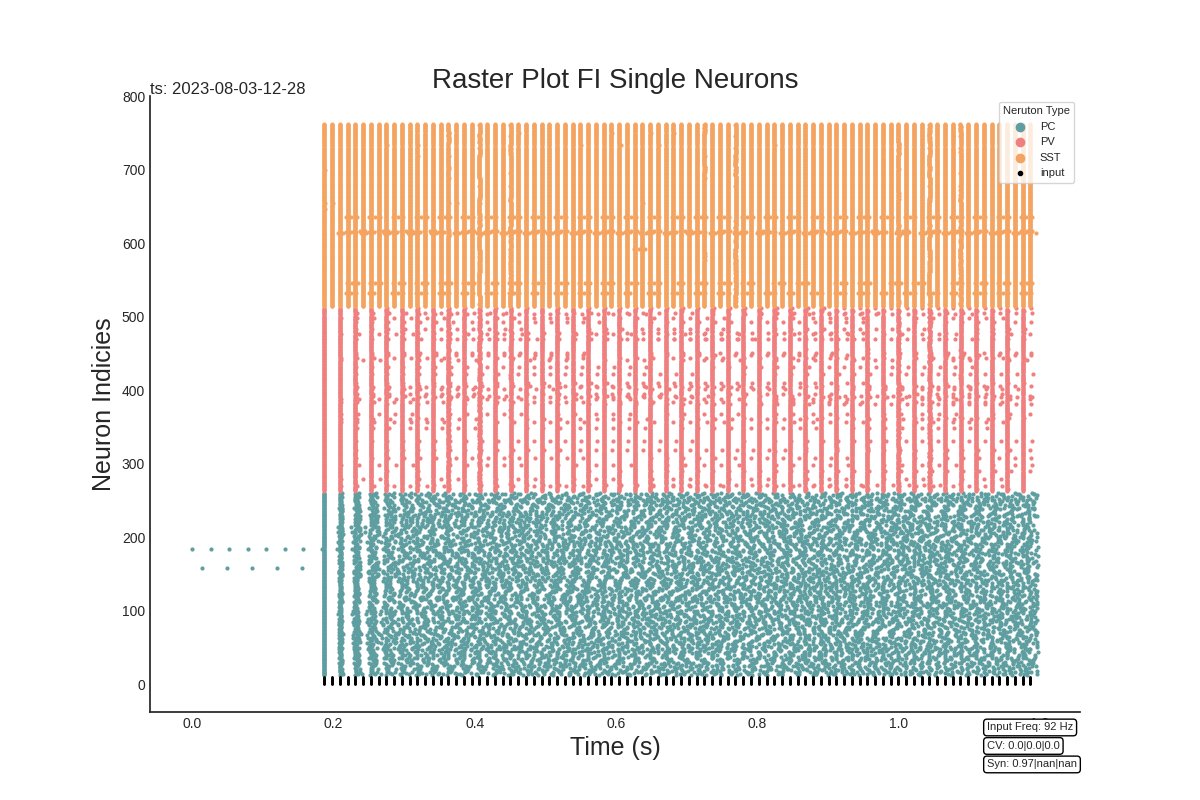 Raster Plot FI Single Neurons
ts: 2023-08-03-12-28
Neruton Type
PC
PV
SST
input
Neuron Indicies
800
700
600
500
400
300
200
100
0
0.0
0.2
0.4
0.6
0.8
1.0
Time (s)
Input Freq: 92 Hz
CV: 0.0|0.0|0.0
Syn: 0.97|nan|nan